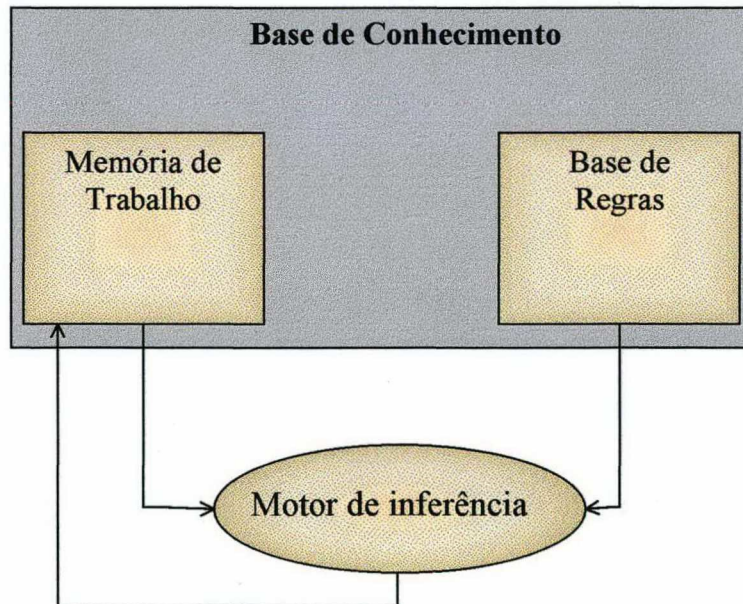 Base de Conhecimento
Memória de
Trabalho
Base de
Regras
Motor de inferência